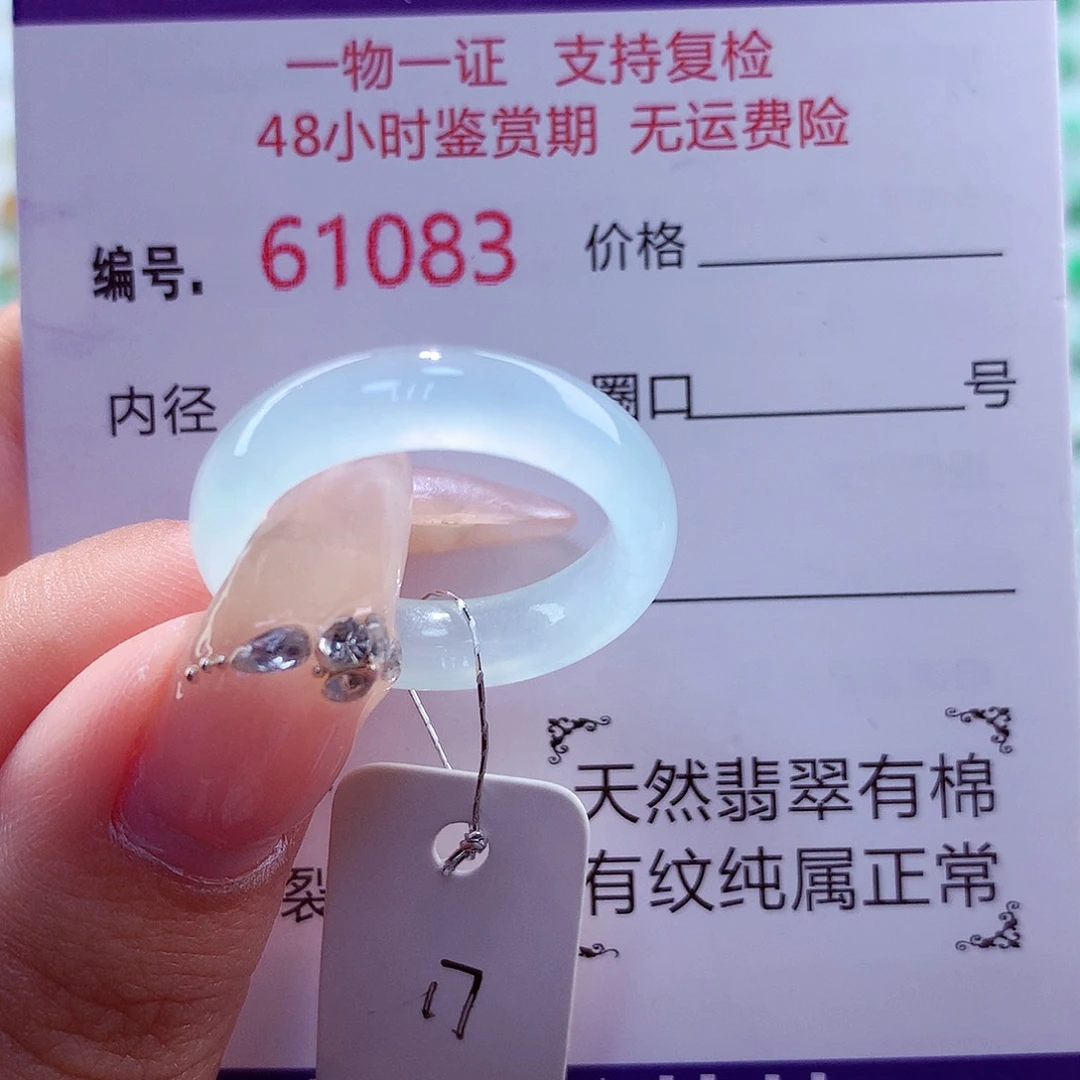 一物一证 支持复检
48小时鉴赏期 无运费险
编号. 61083 价格
内径 圈口 号
天然翡翠有棉
裂 有纹纯属正常
17